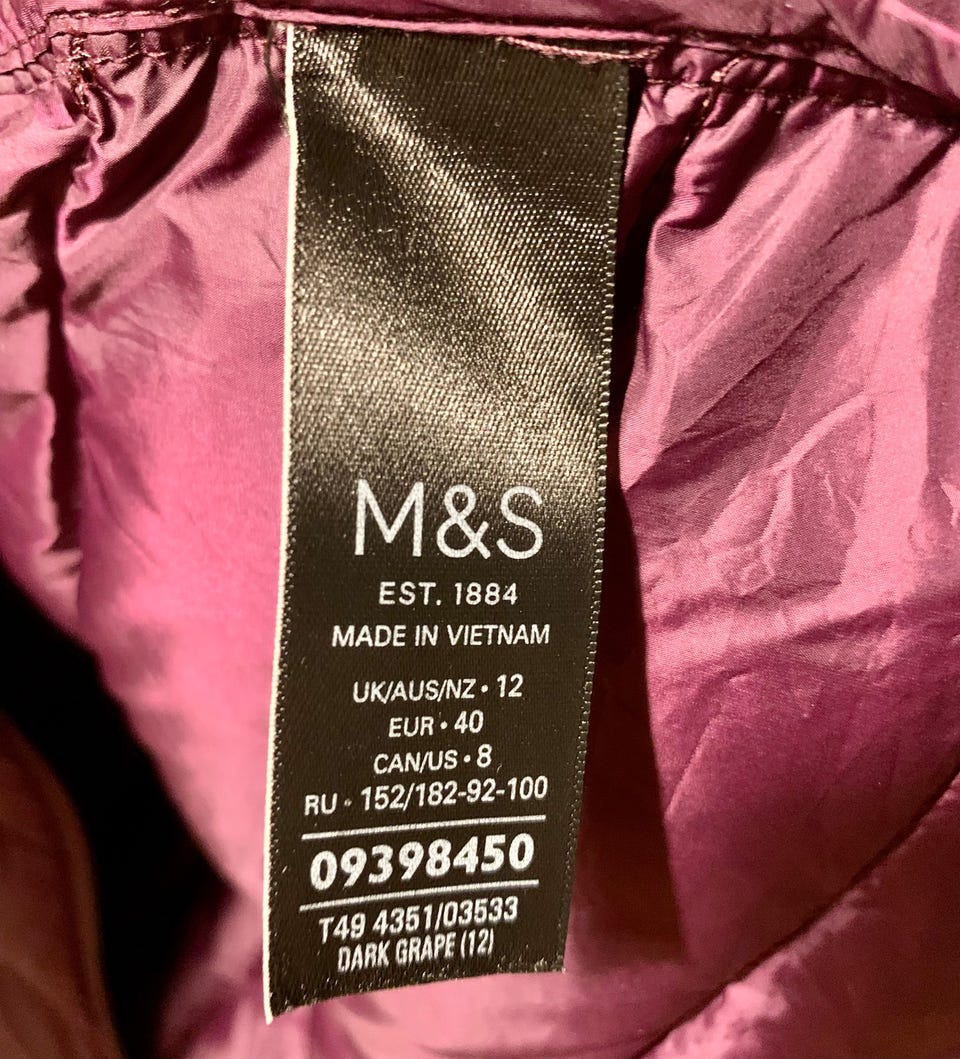 M&S
EST. 1884
MADE IN VIETNAM
UK/AUS/NZ • 12
EUR • 40
CAN/US • 8
RU • 152/182-92-100
09398450
T49 4351/03533
DARK GRAPE (12)